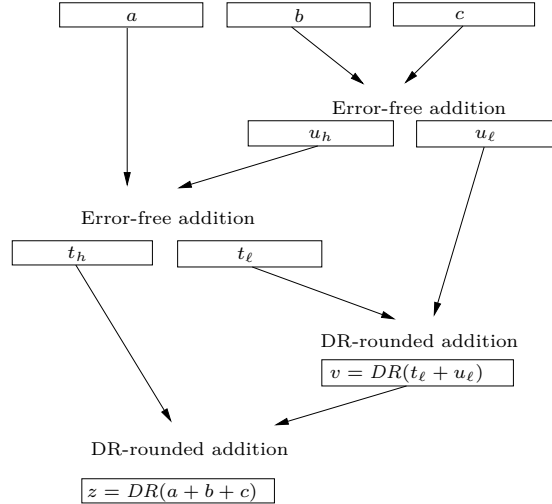 a b c
Error-free addition
u_h u_ℓ
Error-free addition
t_h t_ℓ
DR-rounded addition
v = DR(t_ℓ + u_ℓ)
DR-rounded addition
z = DR(a + b + c)